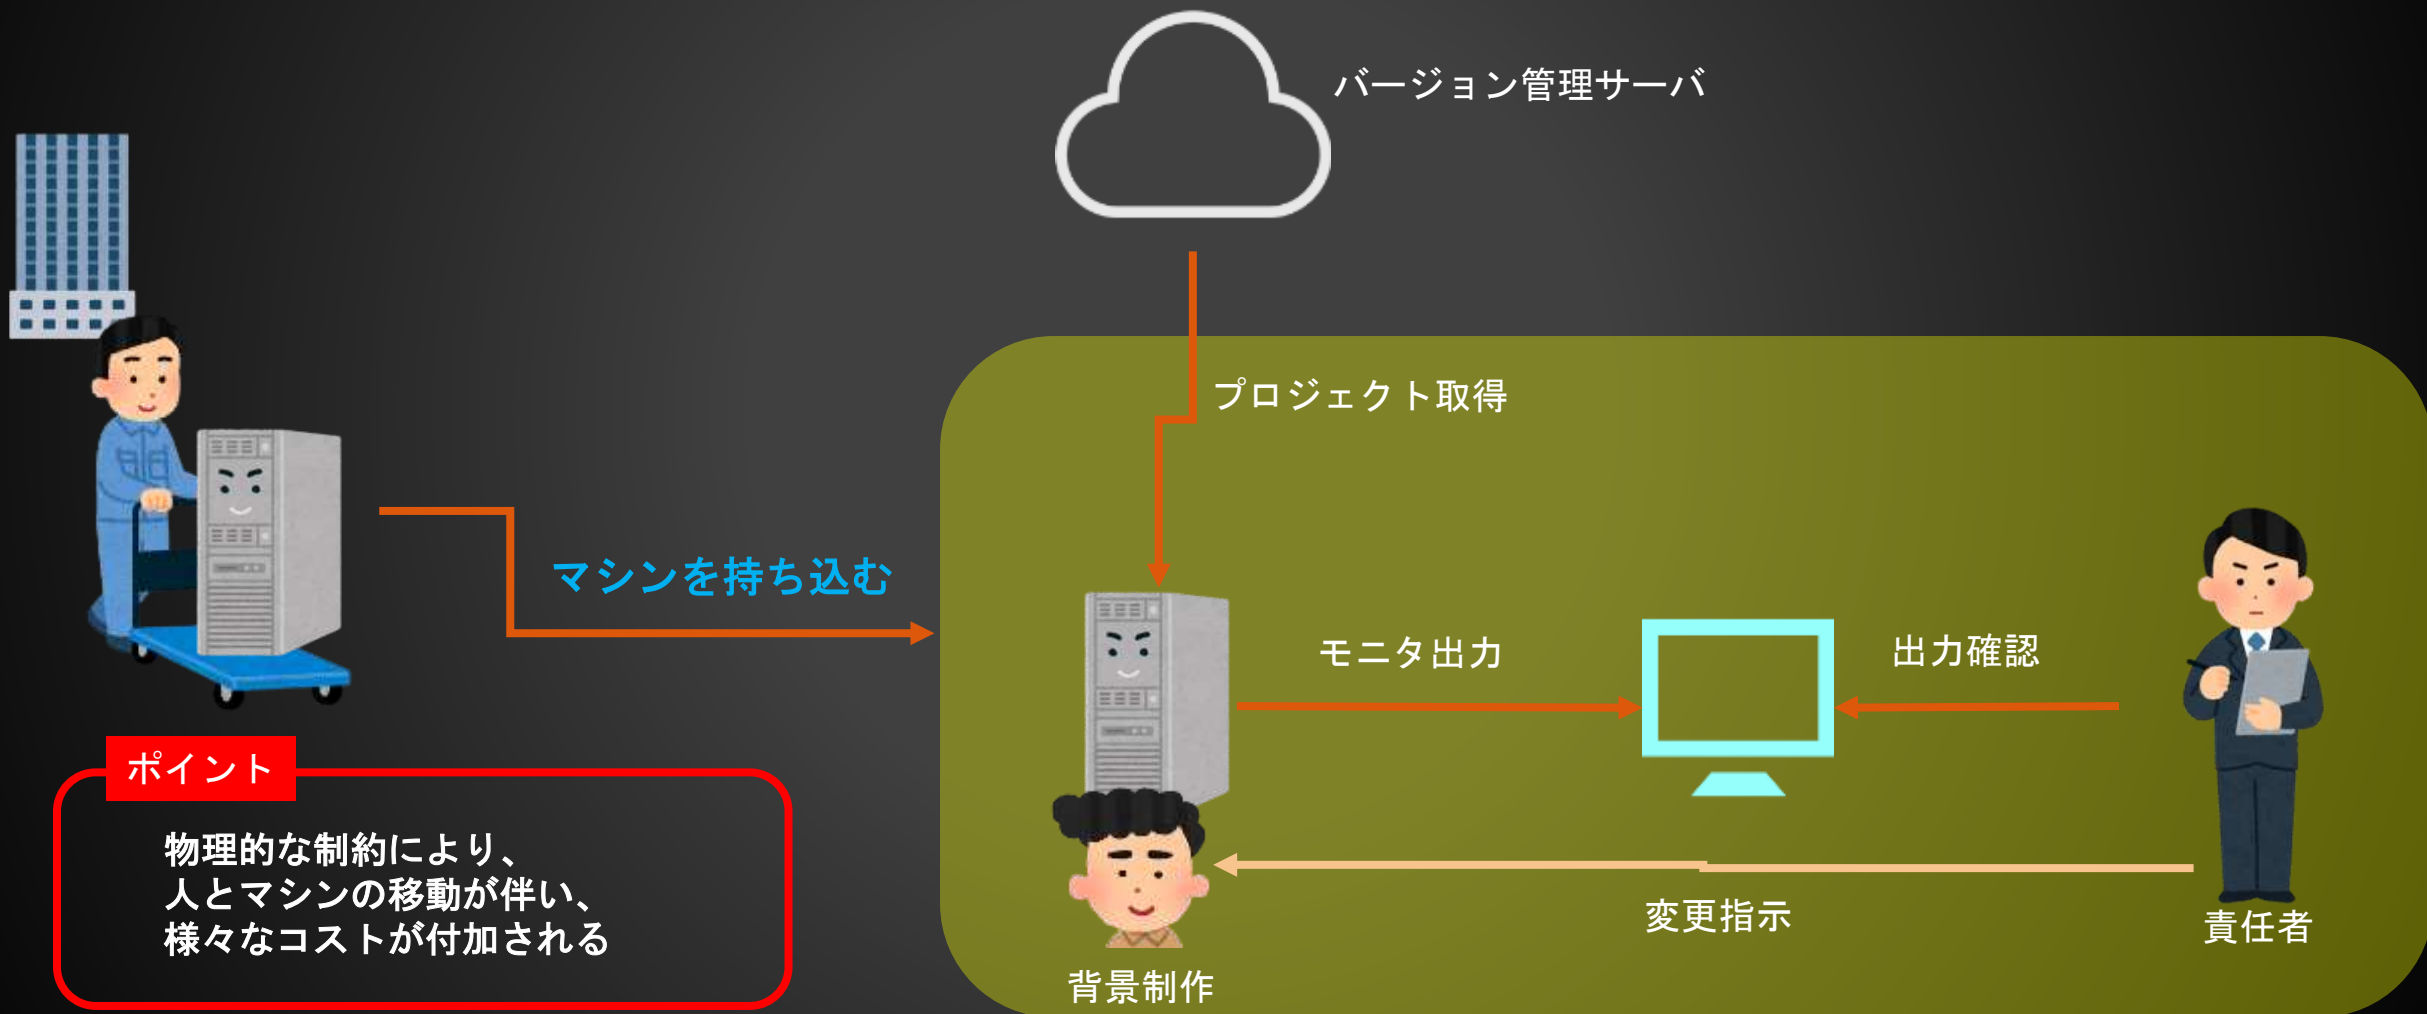 バージョン管理サーバ
プロジェクト取得
マシンを持ち込む
モニタ出力
出力確認
変更指示
責任者
背景制作
ポイント
物理的な制約により、
人とマシンの移動が伴い、
様々なコストが付加される